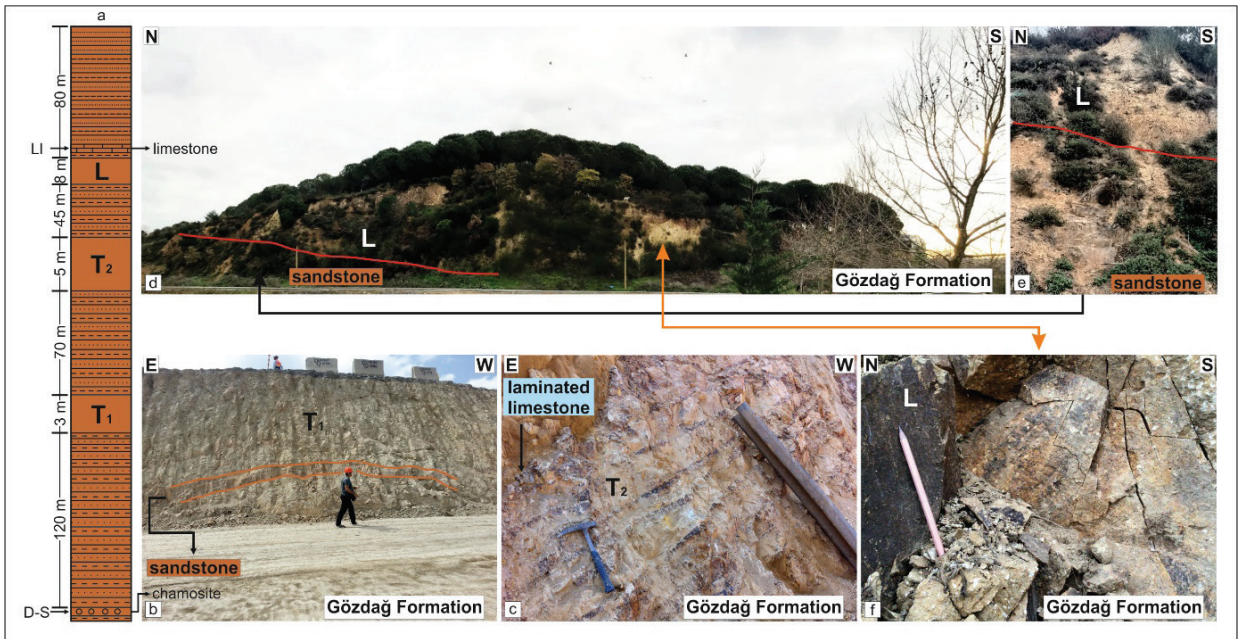 a
80 m
LI
limestone
L
8 m
45 m
T2
5 m
70 m
T1
3 m
120 m
D-S
chamosite
N
S
L
sandstone
d
Gözdağ Formation
N
S
L
e
sandstone
E
W
T1
sandstone
b
Gözdağ Formation
E
W
laminated
limestone
T2
c
Gözdağ Formation
N
S
L
f
Gözdağ Formation